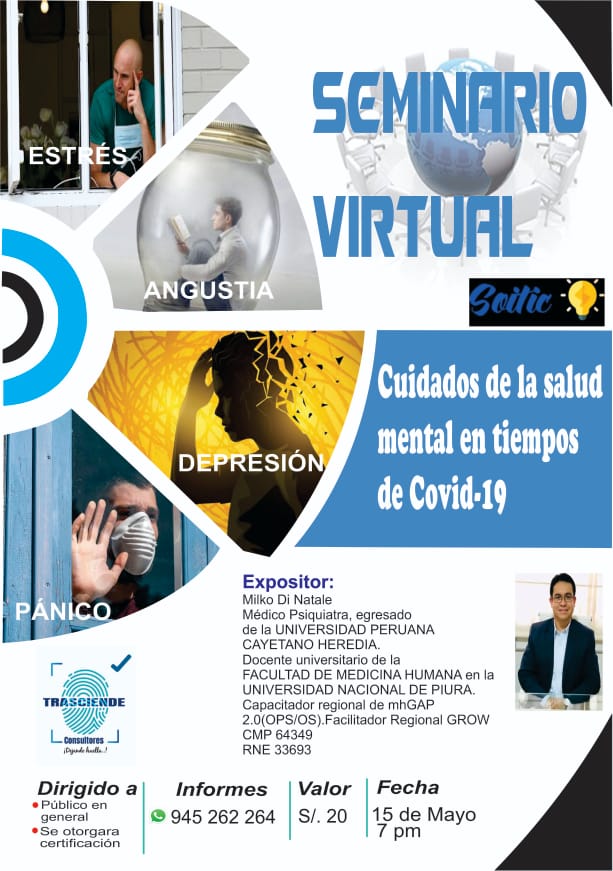 SEMINARIO
VIRTUAL
ESTRÉS
ANGUSTIA
Soitic
DEPRESIÓN
Cuidados de la salud
mental en tiempos
de Covid-19
PÁNICO
Expositor:
Milko Di Natale
Médico Psiquiatra, egresado
de la UNIVERSIDAD PERUANA
CAYETANO HEREDIA.
Docente universitario de la
FACULTAD DE MEDICINA HUMANA en la
UNIVERSIDAD NACIONAL DE PIURA.
Capacitador regional de mhGAP
2.0(OPS/OS).Facilitador Regional GROW
CMP 64349
RNE 33693
TRASCIENDE
Consultores
¡Dejando huella..!
Dirigido a
Público en
general
Se otorgara
certificación
Informes
945 262 264
Valor
S/. 20
Fecha
15 de Mayo
7 pm